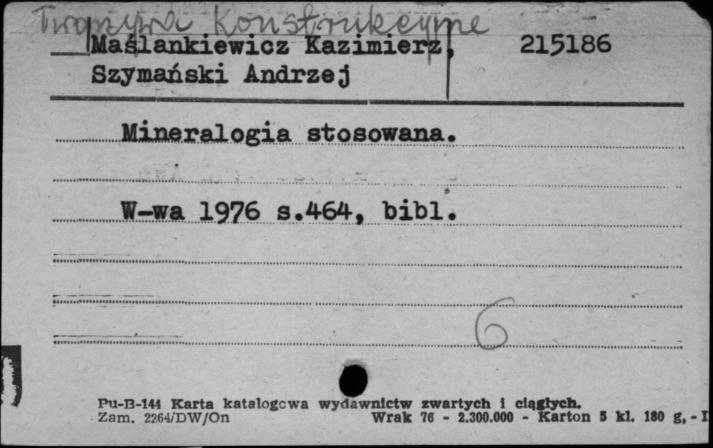 Tworzywa Konstrukcyjne
Maślankiewicz Kazimierz, 215186
Szymański Andrzej
Mineralogia stosowana.
W-wa 1976 s.464, bibl.
6
Pu-B-144 Karta katalogowa wydawnictw zwartych i ciągłych.
Zam. 2264/DW/On Wrak 76 - 2.300.000 - Karton 5 kl. 180 g, - I